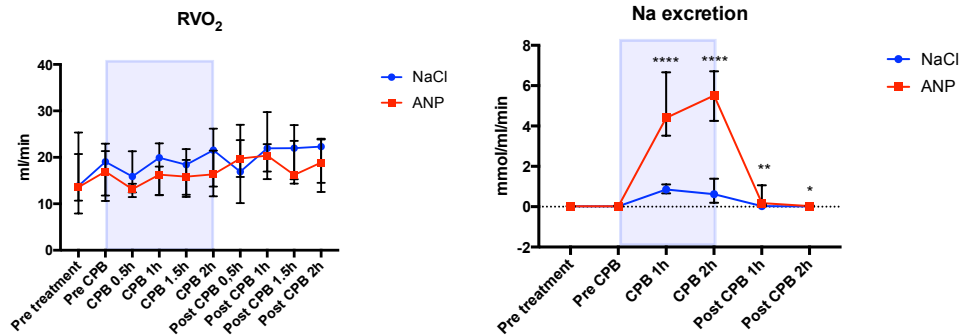 RVO2
ml/min
40
30
20
10
0
Pre treatment
Pre CPB
CPB 0.5h
CPB 1h
CPB 1.5h
CPB 2h
Post CPB 0,5h
Post CPB 1h
Post CPB 1.5h
Post CPB 2h
NaCl
ANP
Na excretion
mmol/ml/min
8
6
4
2
0
-2
****
****
**
*
Pre treatment
Pre CPB
CPB 1h
CPB 2h
Post CPB 1h
Post CPB 2h
NaCl
ANP